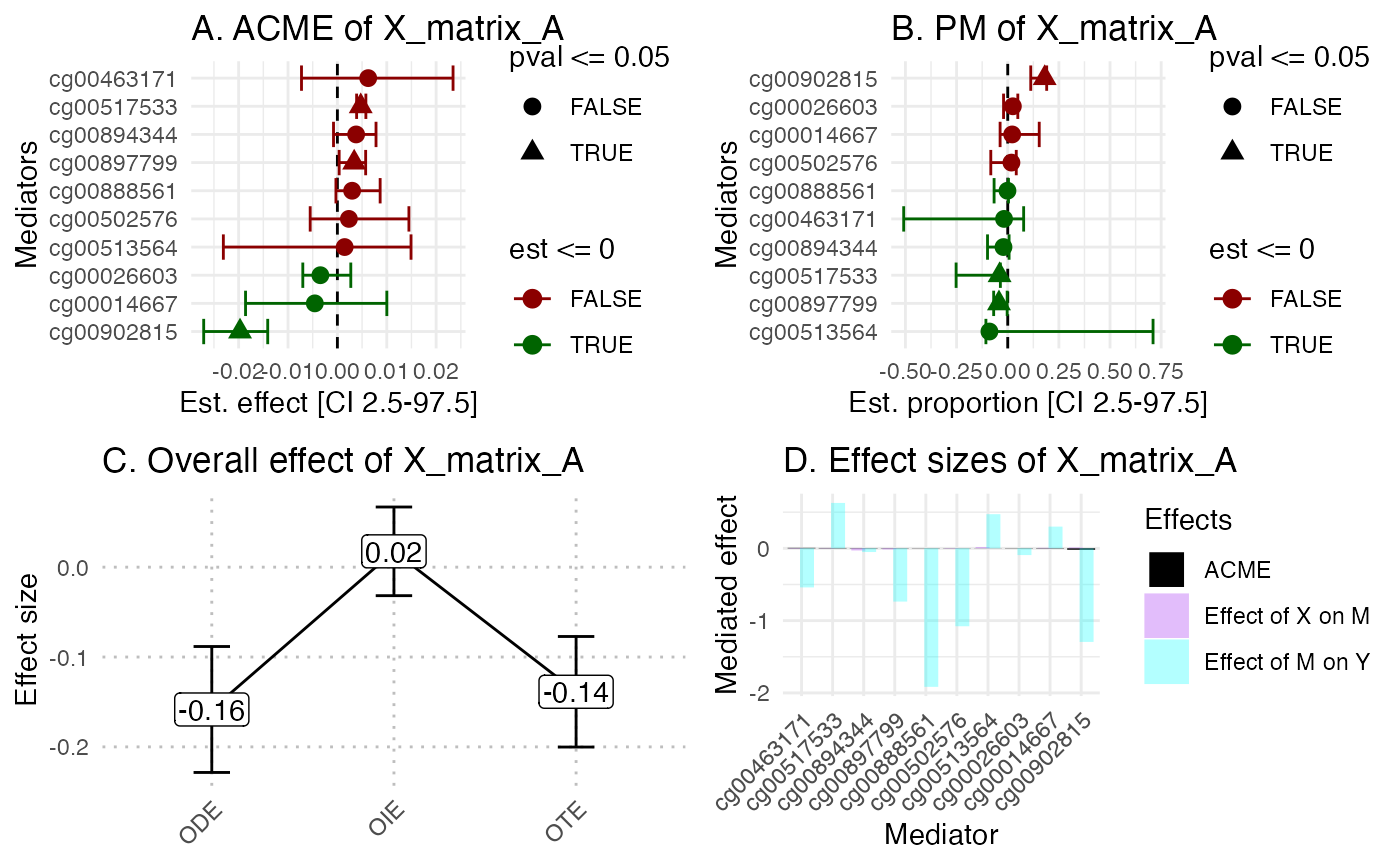 A. ACME of X_matrix_A
pval <= 0.05
FALSE
TRUE
est <= 0
FALSE
TRUE
Mediators
cg00463171
cg00517533
cg00894344
cg00897799
cg00888561
cg00502576
cg00513564
cg00026603
cg00014667
cg00902815
-0.02 -0.01 0.00 0.01 0.02
Est. effect [CI 2.5-97.5]
B. PM of X_matrix_A
pval <= 0.05
FALSE
TRUE
est <= 0
FALSE
TRUE
Mediators
cg00902815
cg00026603
cg00014667
cg00502576
cg00888561
cg00463171
cg00894344
cg00517533
cg00897799
cg00513564
-0.50 -0.25 0.00 0.25 0.50 0.75
Est. proportion [CI 2.5-97.5]
C. Overall effect of X_matrix_A
Effect size
0.0
-0.1
-0.2
-0.16
0.02
-0.14
ODE
OIE
OTE
D. Effect sizes of X_matrix_A
Mediated effect
0
-1
-2
cg00463171
cg00517533
cg00894344
cg00897799
cg00888561
cg00502576
cg00513564
cg00026603
cg00014667
cg00902815
Mediator
Effects
ACME
Effect of X on M
Effect of M on Y